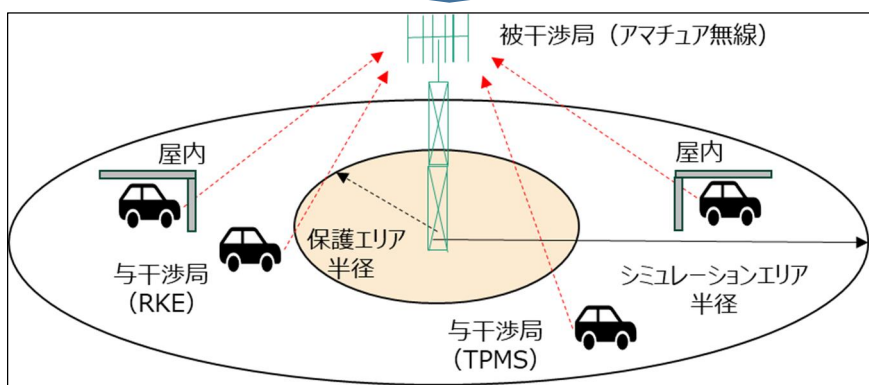 被干渉局（アマチュア無線）
屋内
屋内
保護エリア
半径
与干渉局
（RKE）
シミュレーションエリア
半径
与干渉局
(TPMS)